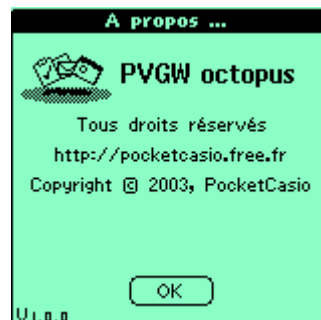 A propos ...
PVGW octopus
Tous droits réservés
http://pocketcasio.free.fr
Copyright © 2003, PocketCasio
OK